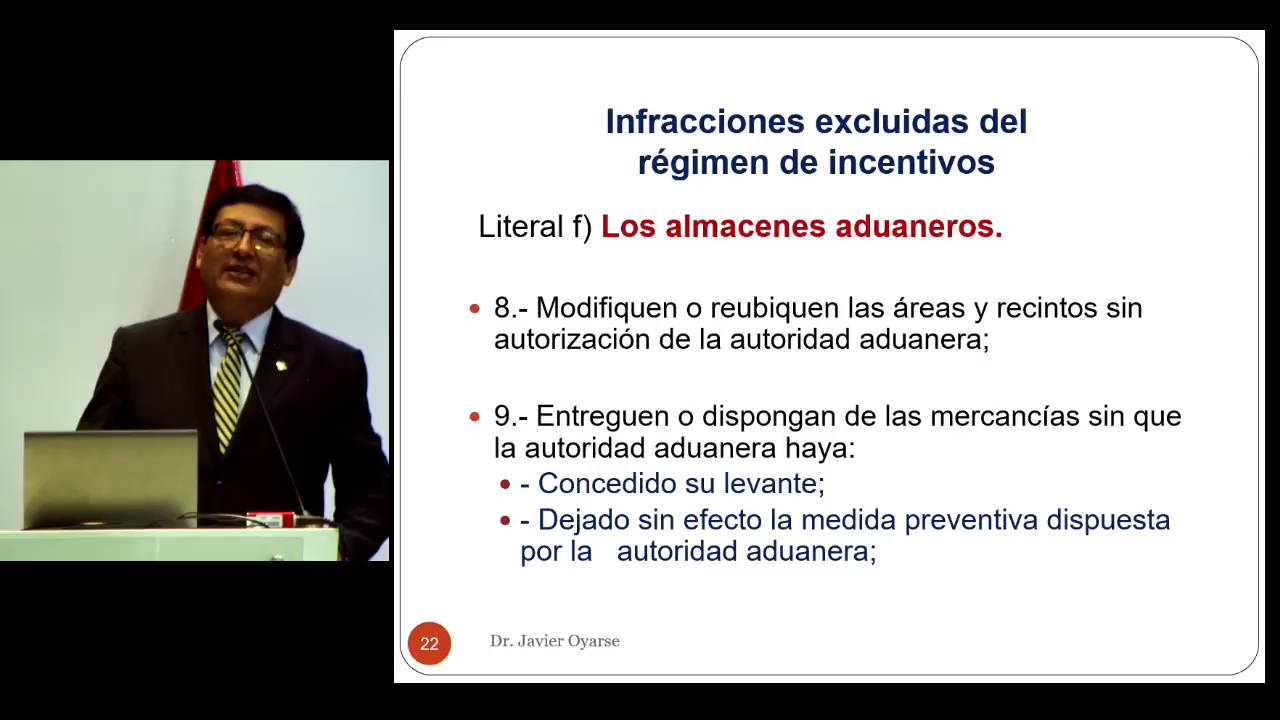 Infracciones excluidas del
régimen de incentivos
Literal f) Los almacenes aduaneros.
• 8.- Modifiquen o reubiquen las áreas y recintos sin
autorización de la autoridad aduanera;
• 9.- Entreguen o dispongan de las mercancías sin que
la autoridad aduanera haya:
• - Concedido su levante;
• - Dejado sin efecto la medida preventiva dispuesta
por la autoridad aduanera;
22
Dr. Javier Oyarse